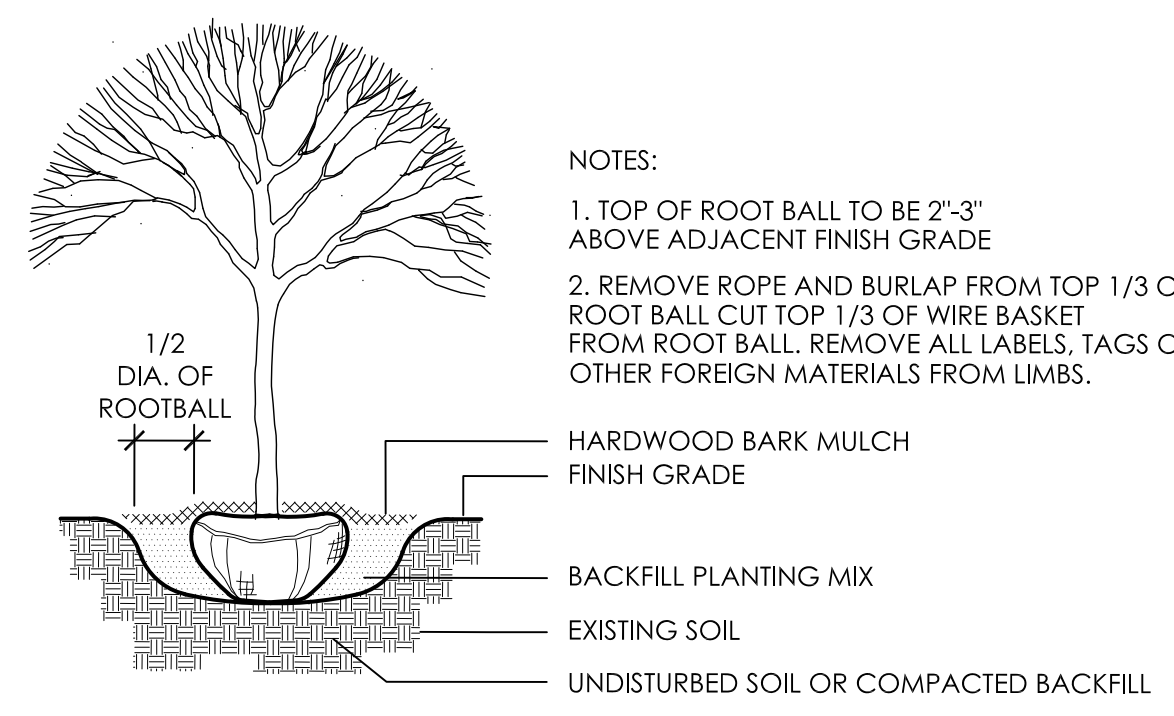 NOTES:
1. TOP OF ROOT BALL TO BE 2"-3"
ABOVE ADJACENT FINISH GRADE
2. REMOVE ROPE AND BURLAP FROM TOP 1/3
ROOT BALL CUT TOP 1/3 OF WIRE BASKET
FROM ROOT BALL. REMOVE ALL LABELS, TAGS
OTHER FOREIGN MATERIALS FROM LIMBS.
1/2
DIA. OF
ROOTBALL
HARDWOOD BARK MULCH
FINISH GRADE
BACKFILL PLANTING MIX
EXISTING SOIL
UNDISTURBED SOIL OR COMPACTED BACKFILL